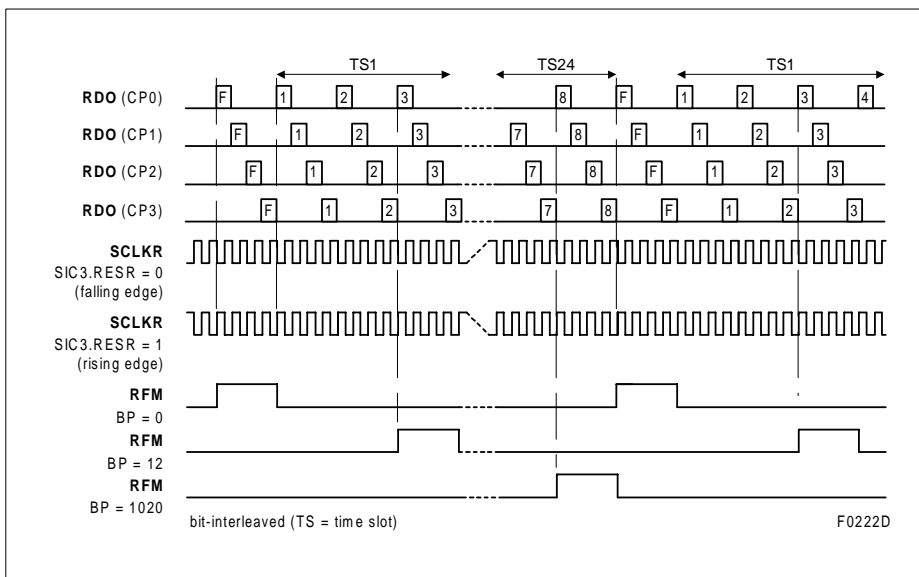 TS1 TS24 TS1
RDO (CP0) F 1 2 3 8 F 1 2 3 4
RDO (CP1) F 1 2 3 7 8 F 1 2 3
RDO (CP2) F 1 2 3 7 8 F 1 2 3
RDO (CP3) F 1 2 3 7 8 F 1 2 3
SCLKR
SIC3.RESR = 0
(falling edge)
SCLKR
SIC3.RESR = 1
(rising edge)
RFM
BP = 0
RFM
BP = 12
RFM
BP = 1020
bit-interleaved (TS = time slot) F0222D